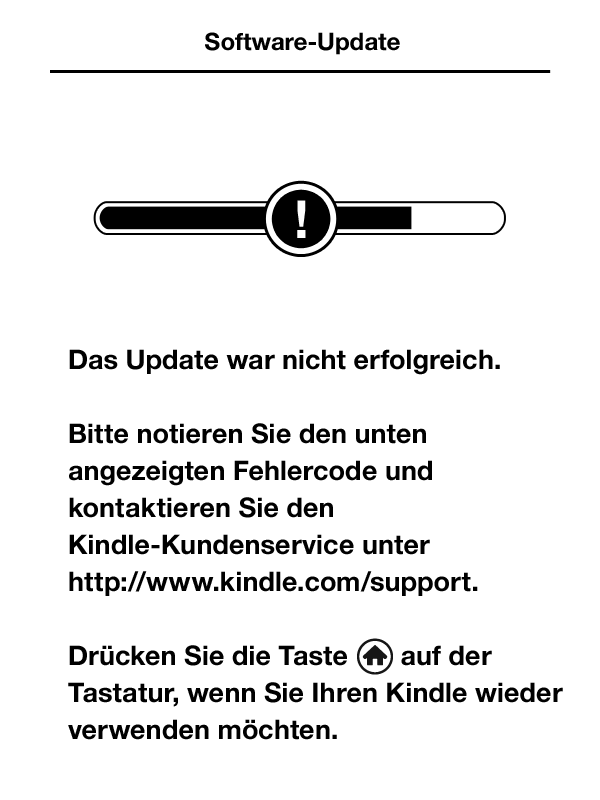 Software-Update
!
Das Update war nicht erfolgreich.
Bitte notieren Sie den unten
angezeigten Fehlercode und
kontaktieren Sie den
Kindle-Kundenservice unter
http://www.kindle.com/support.
Drücken Sie die Taste auf der
Tastatur, wenn Sie Ihren Kindle wieder
verwenden möchten.